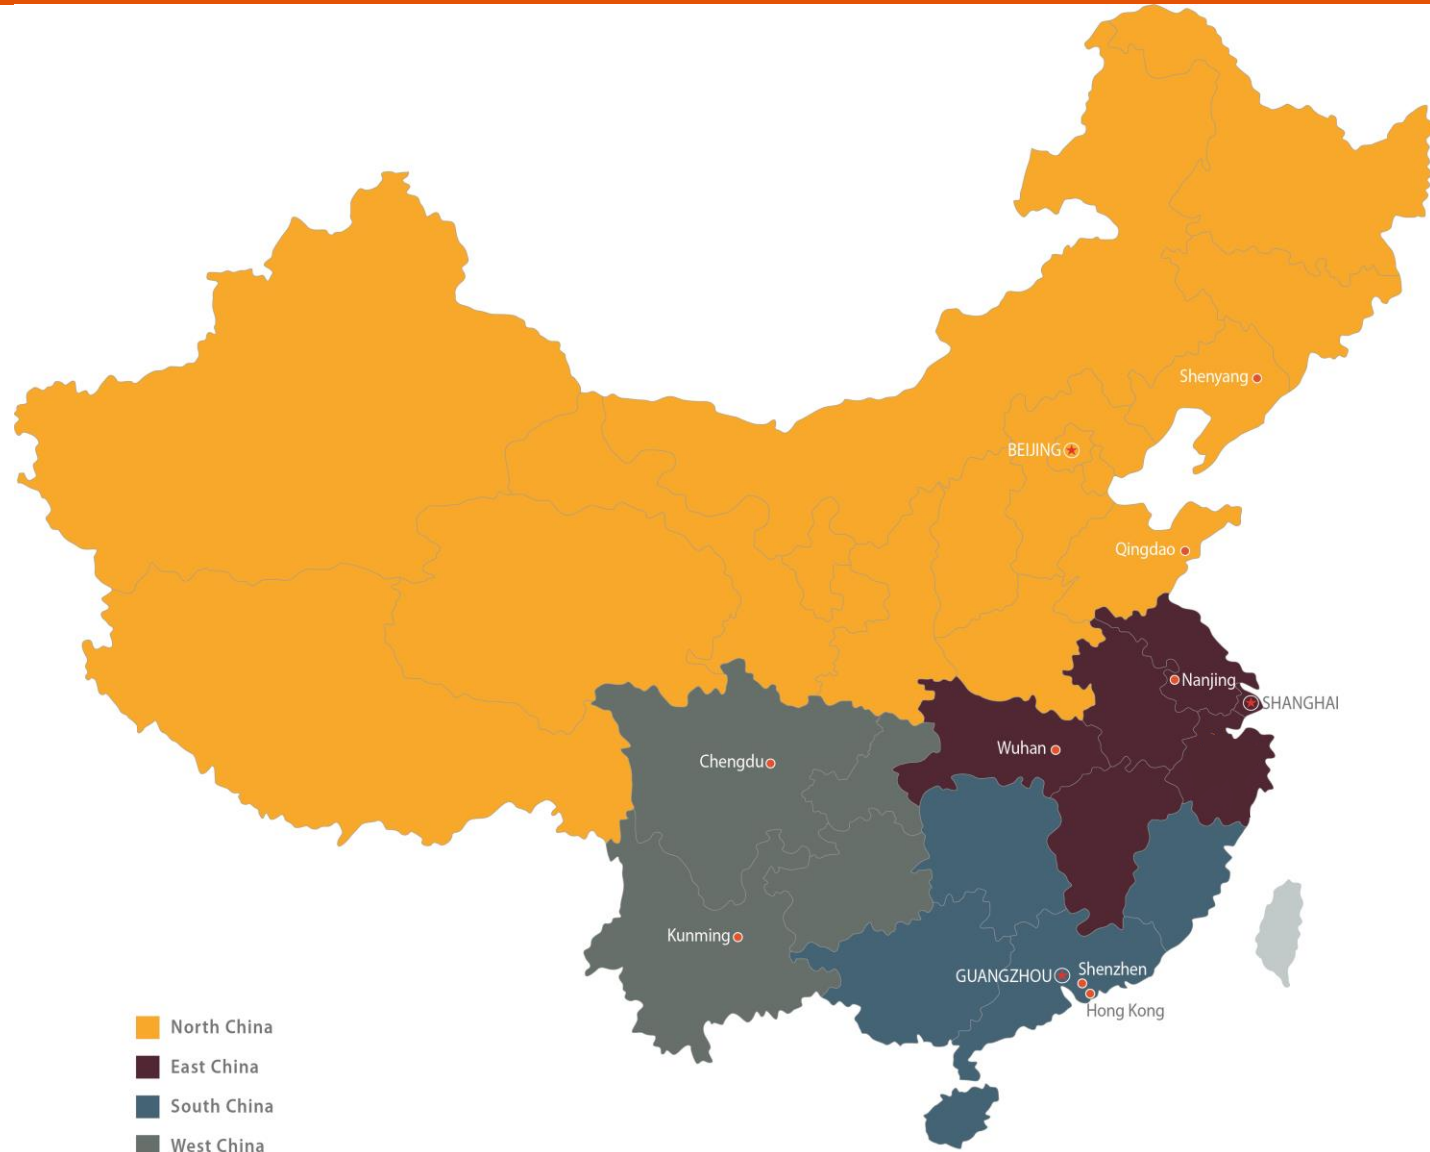 Shenyang
BEIJING
Qingdao
Nanjing
SHANGHAI
Wuhan
Chengdu
Kunming
GUANGZHOU
Shenzhen
Hong Kong
North China
East China
South China
West China